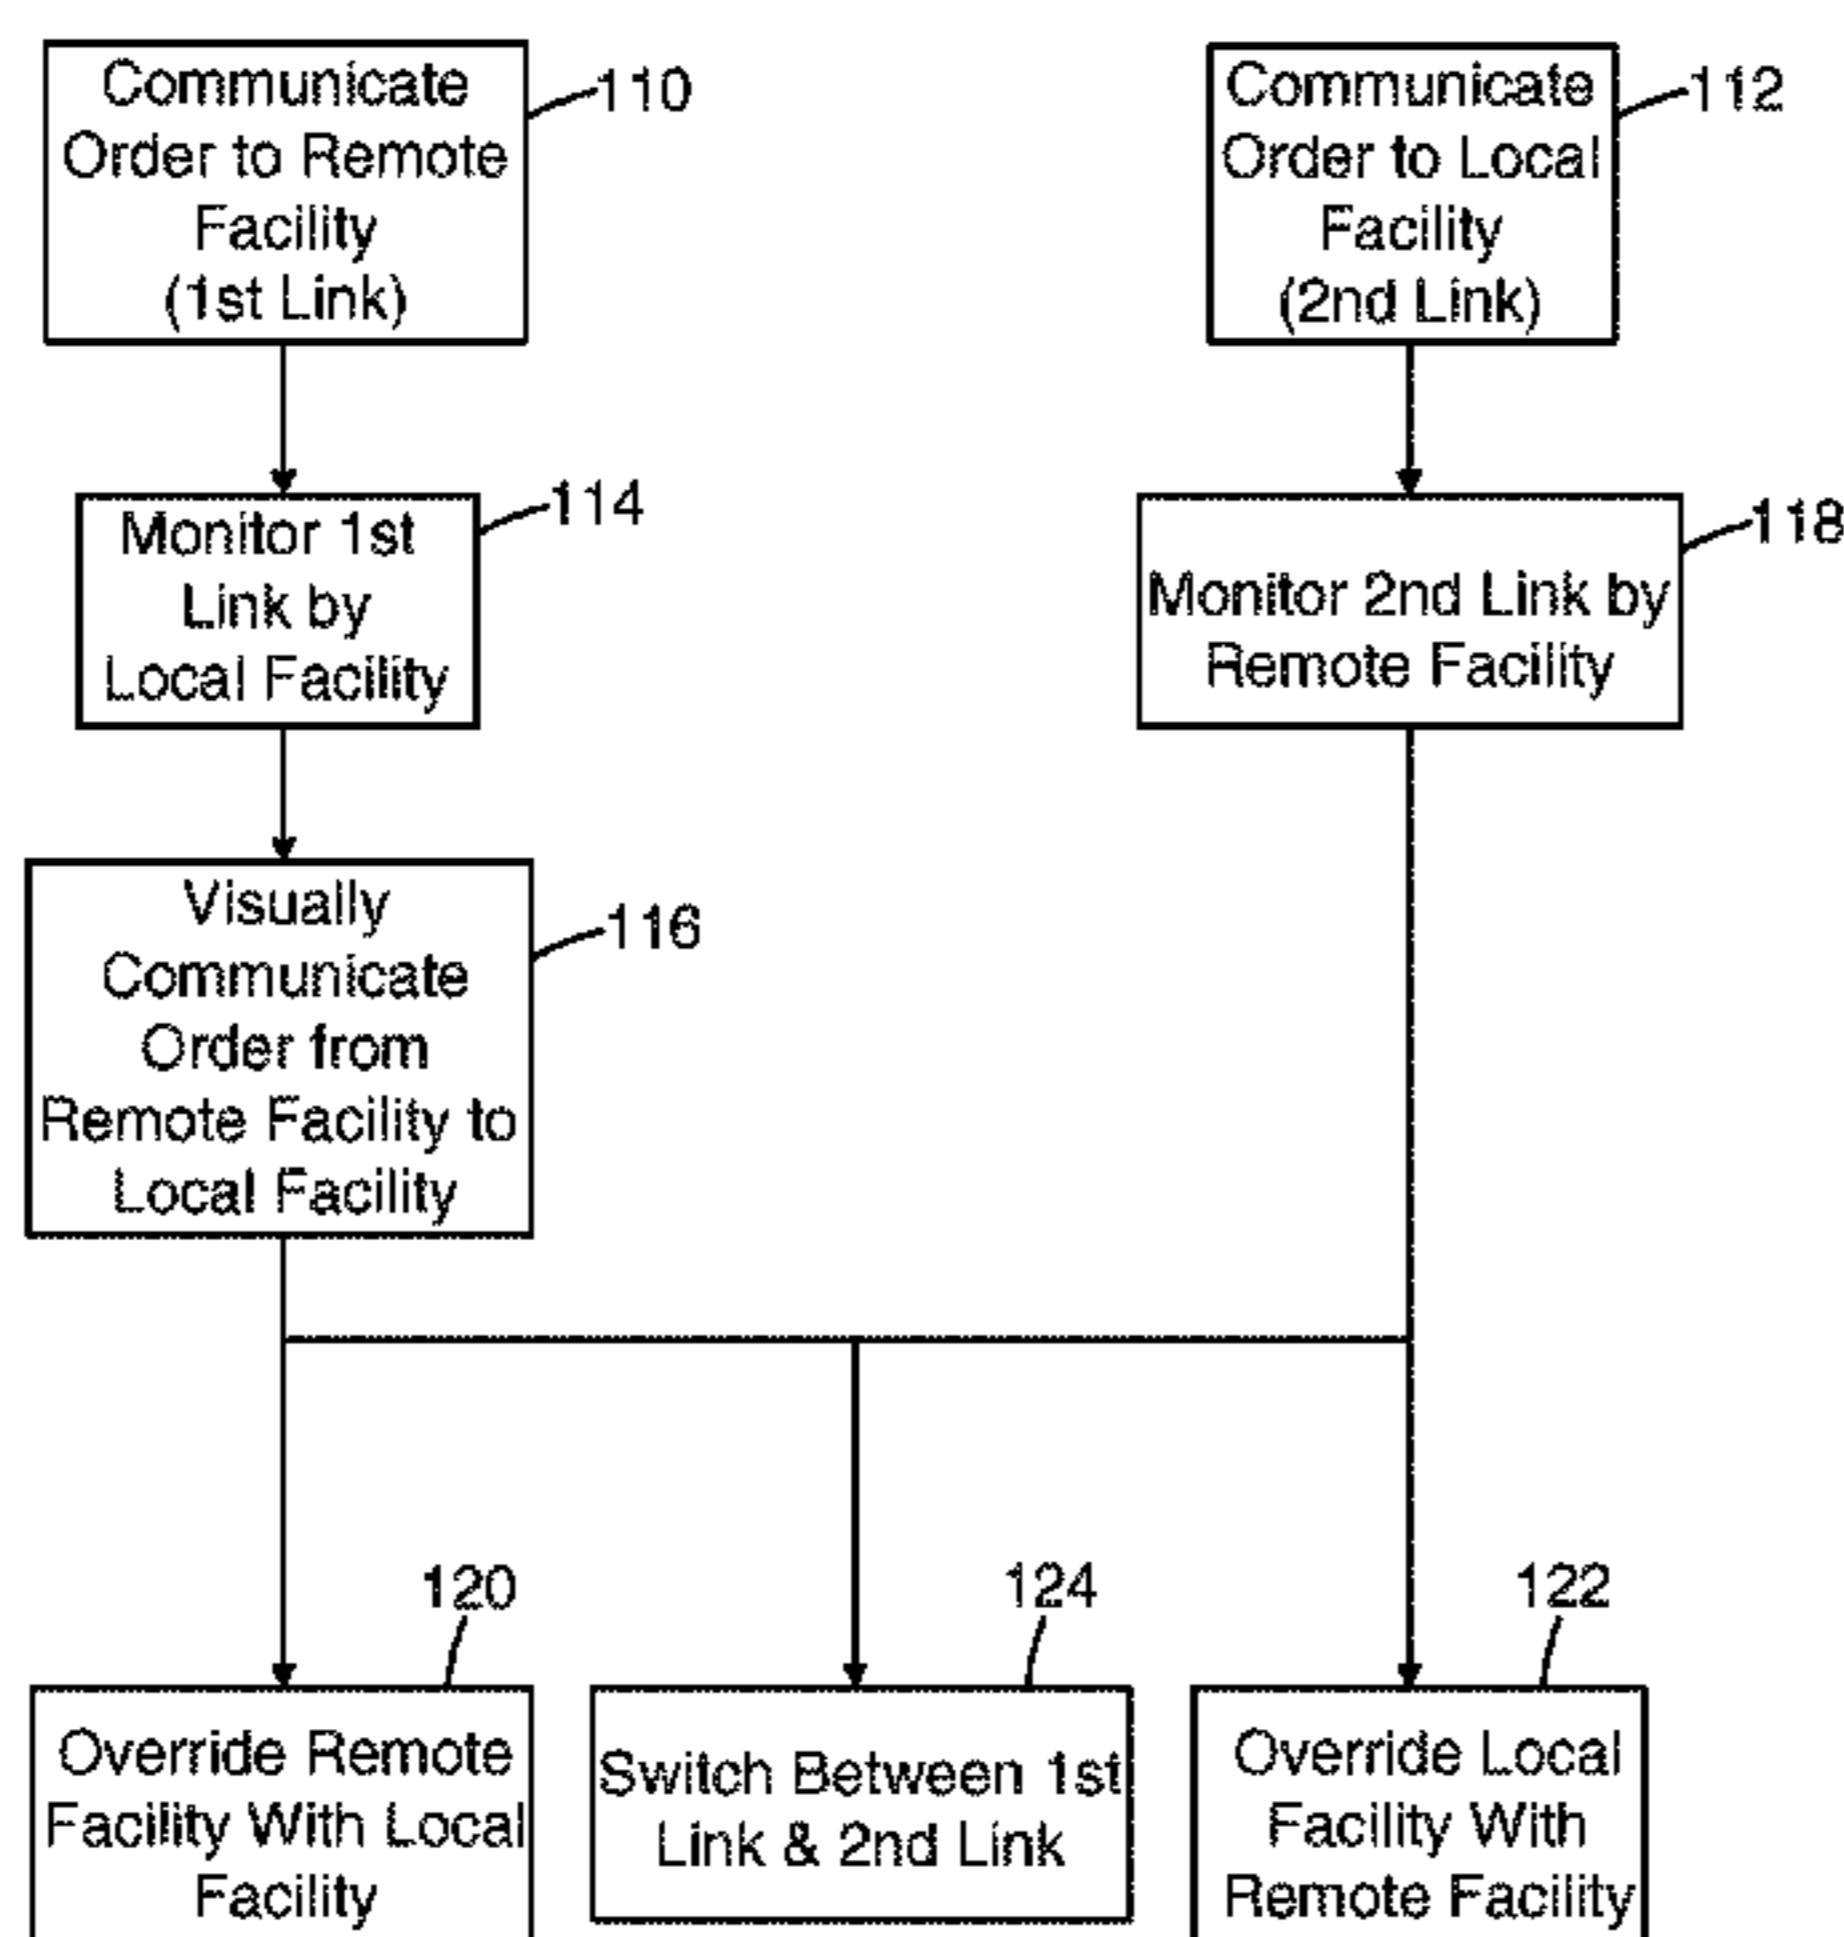 Communicate
Order to Remote
Facility
(1st Link)
110
Communicate
Order to Local
Facility
(2nd Link)
112
Monitor 1st
Link by
Local Facility
114
Monitor 2nd Link by
Remote Facility
118
Visually
Communicate
Order from
Remote Facility to
Local Facility
116
120
124
122
Override Remote
Facility With Local
Facility
Switch Between 1st
Link & 2nd Link
Override Local
Facility With
Remote Facility